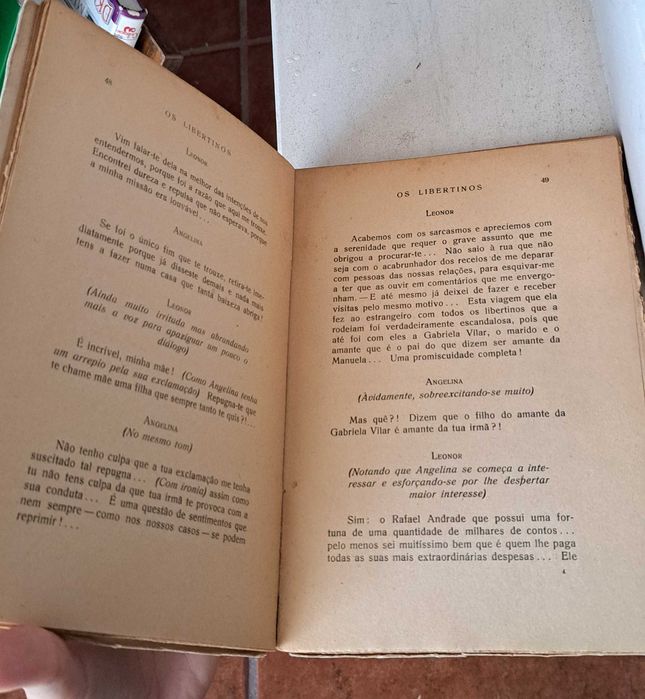 48
OS LIBERTINOS
LEONOR
Vim falar-te dela na melhor das intenções de nos
entendermos, porque foi a razão que aqui me trouxe.
Encontrei dureza e repulsa que não esperava, porque
a minha missão era louvável...
ANGELINA
Se foi o único fim que te trouxe, retira-te ime-
diatamente porque já disseste demais e nada mais
tens a fazer numa casa que tanta baixeza abriga!
LEONOR
(Ainda muito irritada mas abrandando
mais a voz para apaziguar um pouco o
diálogo)
É incrível, minha mãe! (Como Angelina tenha
um arrepio pela sua exclamação) Repugna-te que
te chame mãe uma filha que sempre tanto te quis?!...
ANGELINA
(No mesmo tom)
Não tenho culpa que a tua exclamação me tenha
suscitado tal repugna... (Com ironia) assim como
tu não tens culpa da que tua irmã te provoca com a
sua conduta... É uma questão de sentimentos que
nem sempre — como nos nossos casos — se podem
reprimir!...
OS LIBERTINOS
49
LEONOR
Acabemos com os sarcasmos e apreciemos com
a serenidade que requer o grave assunto que me
obrigou a procurar-te... Não saio à rua que não
seja com o acabrunhador dos receios de me deparar
com pessoas das nossas relações, para esquivar-me
a ter que as ouvir em comentários que me envergo-
nham. — E até mesmo já deixei de fazer e receber
visitas pelo mesmo motivo... Esta viagem que ela
fez ao estrangeiro com todos os libertinos que a
rodeiam foi verdadeiramente escandalosa, pois que
até foi com eles a Gabriela Vilar, o marido e o
amante que é o pai do que dizem ser amante da
Manuela... Uma promiscuidade completa!
ANGELINA
(Àvidamente, sobreexcitando-se muito)
Mas quê?! Dizem que o filho do amante da
Gabriela Vilar é amante da tua irmã?!
LEONOR
(Notando que Angelina se começa a inte-
ressar e esforçando-se por lhe despertar
maior interesse)
Sim: o Rafael Andrade que possui uma for-
tuna de uma quantidade de milhares de contos...
pelo menos sei muitíssimo bem que é quem lhe paga
todas as suas mais extraordinárias despesas... Ele
4